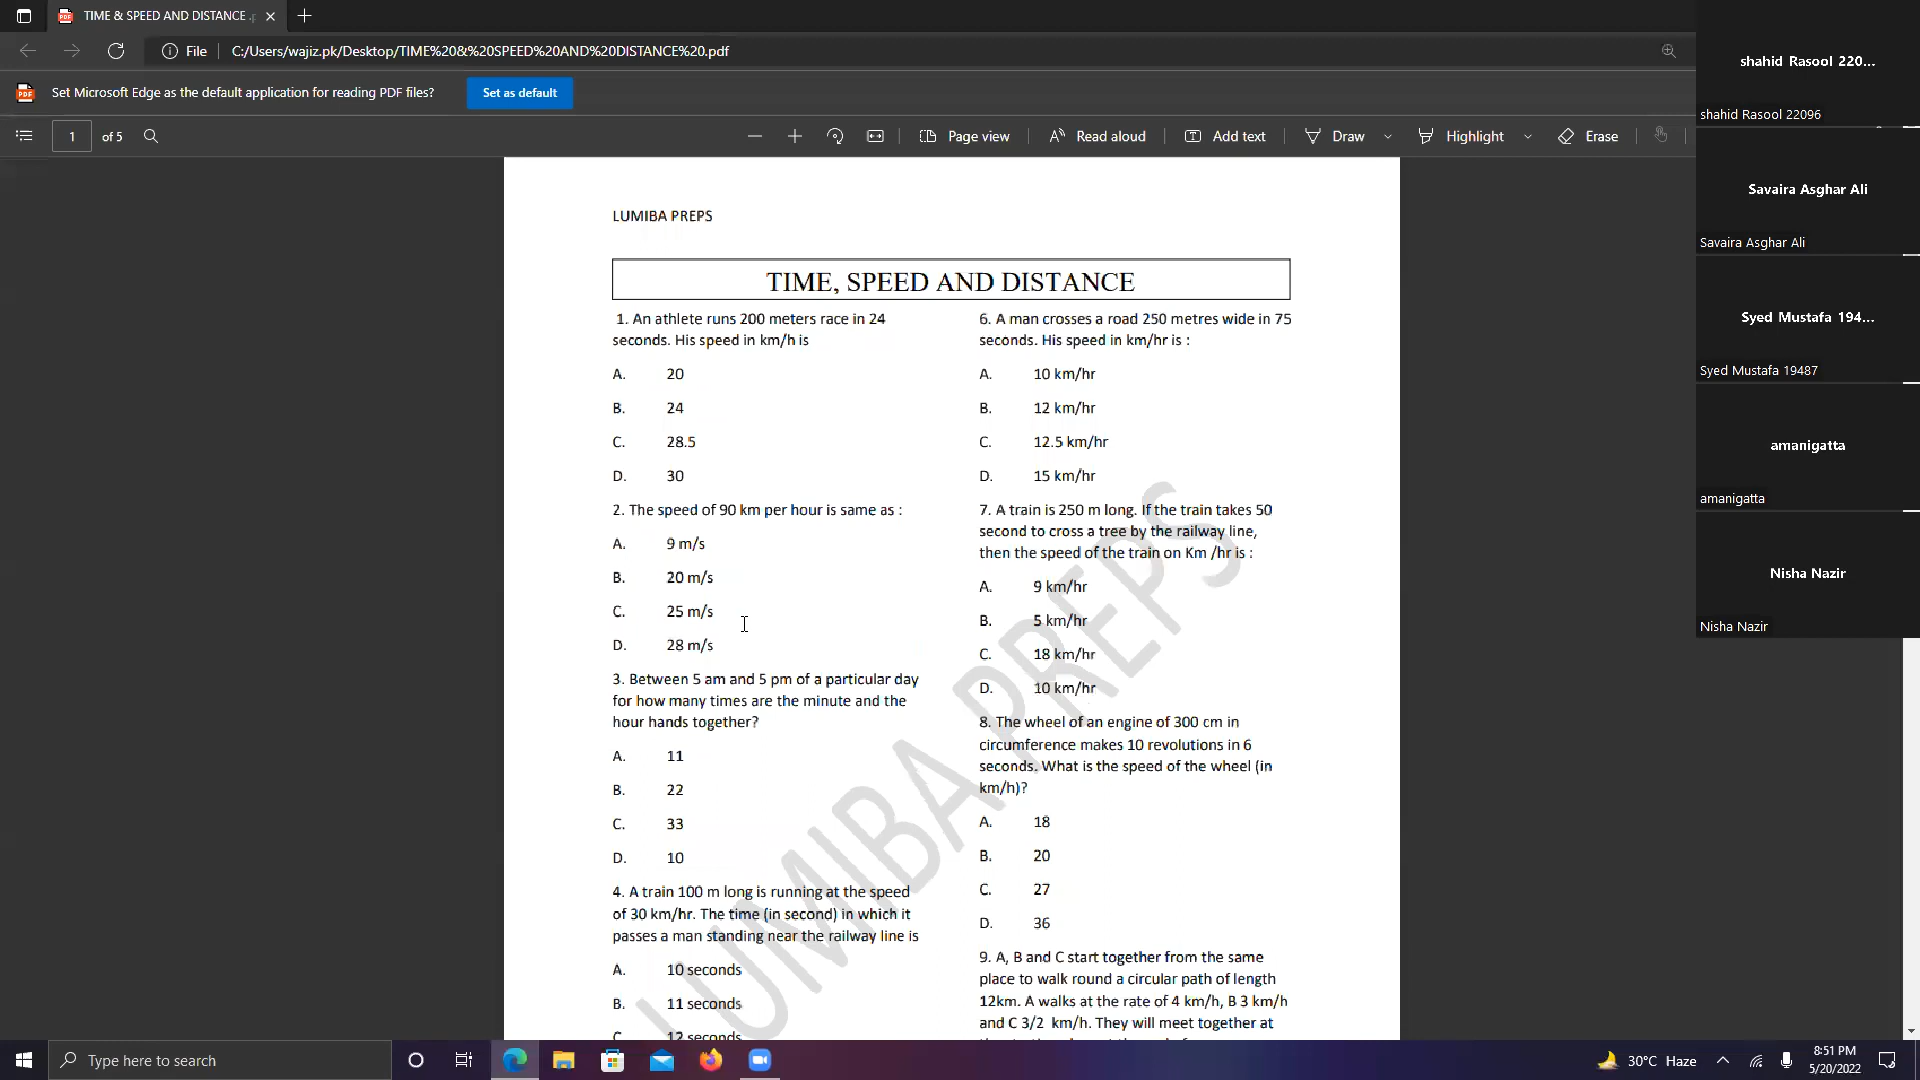 TIME & SPEED AND DISTANCE .p
File
C:/Users/wajiz.pk/Desktop/TIME%20&%20SPEED%20AND%20DISTANCE%20.pdf
Set Microsoft Edge as the default application for reading PDF files?
Set as default
1 of 5
Page view
Read aloud
Add text
Draw
Highlight
Erase
LUMIBA PREPS
TIME, SPEED AND DISTANCE
1. An athlete runs 200 meters race in 24
seconds. His speed in km/h is
A. 20
B. 24
C. 28.5
D. 30
2. The speed of 90 km per hour is same as :
A. 9 m/s
B. 20 m/s
C. 25 m/s
D. 28 m/s
3. Between 5 am and 5 pm of a particular day
for how many times are the minute and the
hour hands together?
A. 11
B. 22
C. 33
D. 10
4. A train 100 m long is running at the speed
of 30 km/hr. The time (in second) in which it
passes a man standing near the railway line is
A. 10 seconds
B. 11 seconds
C. 12 seconds
6. A man crosses a road 250 metres wide in 75
seconds. His speed in km/hr is :
A. 10 km/hr
B. 12 km/hr
C. 12.5 km/hr
D. 15 km/hr
7. A train is 250 m long. If the train takes 50
second to cross a tree by the railway line,
then the speed of the train on Km /hr is :
A. 9 km/hr
B. 5 km/hr
C. 18 km/hr
D. 10 km/hr
8. The wheel of an engine of 300 cm in
circumference makes 10 revolutions in 6
seconds. What is the speed of the wheel (in
km/h)?
A. 18
B. 20
C. 27
D. 36
9. A, B and C start together from the same
place to walk round a circular path of length
12km. A walks at the rate of 4 km/h, B 3 km/h
and C 3/2 km/h. They will meet together at
LUMIBA PREPS
shahid Rasool 220...
shahid Rasool 22096
Savaira Asghar Ali
Savaira Asghar Ali
Syed Mustafa 194...
Syed Mustafa 19487
amanigatta
amanigatta
Nisha Nazir
Nisha Nazir
Type here to search
30°C Haze
8:51 PM
5/20/2022